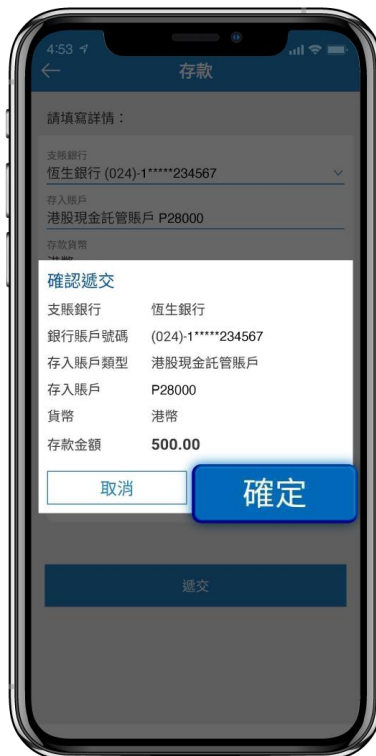 4:53
存款
請填寫詳情：
支賬銀行
恆生銀行 (024)-1*****234567
存入賬戶
港股現金託管賬戶 P28000
存款貨幣
確認遞交
支賬銀行 恆生銀行
銀行賬戶號碼 (024)-1*****234567
存入賬戶類型 港股現金託管賬戶
存入賬戶 P28000
貨幣 港幣
存款金額 500.00
取消 確定
遞交